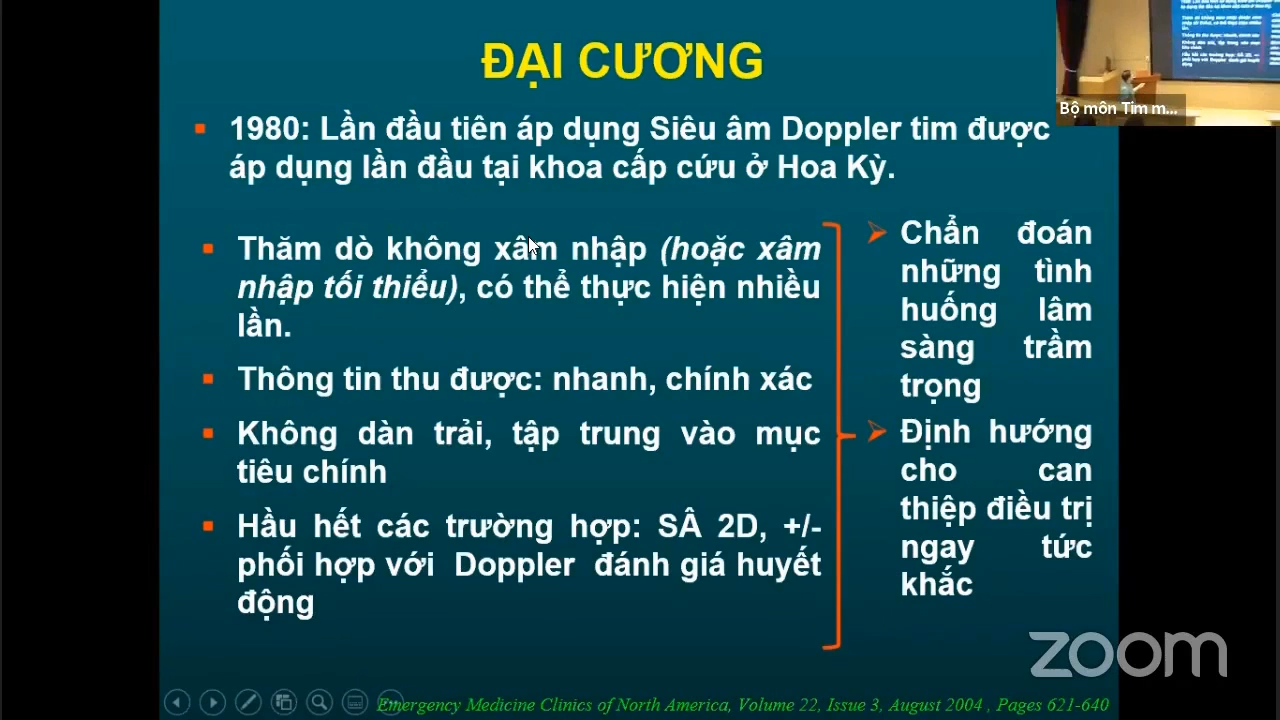 ĐẠI CƯƠNG
1980: Lần đầu tiên áp dụng Siêu âm Doppler tim được
áp dụng lần đầu tại khoa cấp cứu ở Hoa Kỳ.
Thăm dò không xâm nhập (hoặc xâm
nhập tối thiểu), có thể thực hiện nhiều
lần.
Thông tin thu được: nhanh, chính xác
Không dàn trải, tập trung vào mục
tiêu chính
Hầu hết các trường hợp: SÂ 2D, +/-
phối hợp với Doppler đánh giá huyết
động
Chẩn đoán
những tình
huống lâm
sàng trầm
trọng
Định hướng
cho can
thiệp điều trị
ngay tức
khắc
Emergency Medicine Clinics of North America, Volume 22, Issue 3, August 2004 , Pages 621-640
Bộ môn Tim m...
zoom